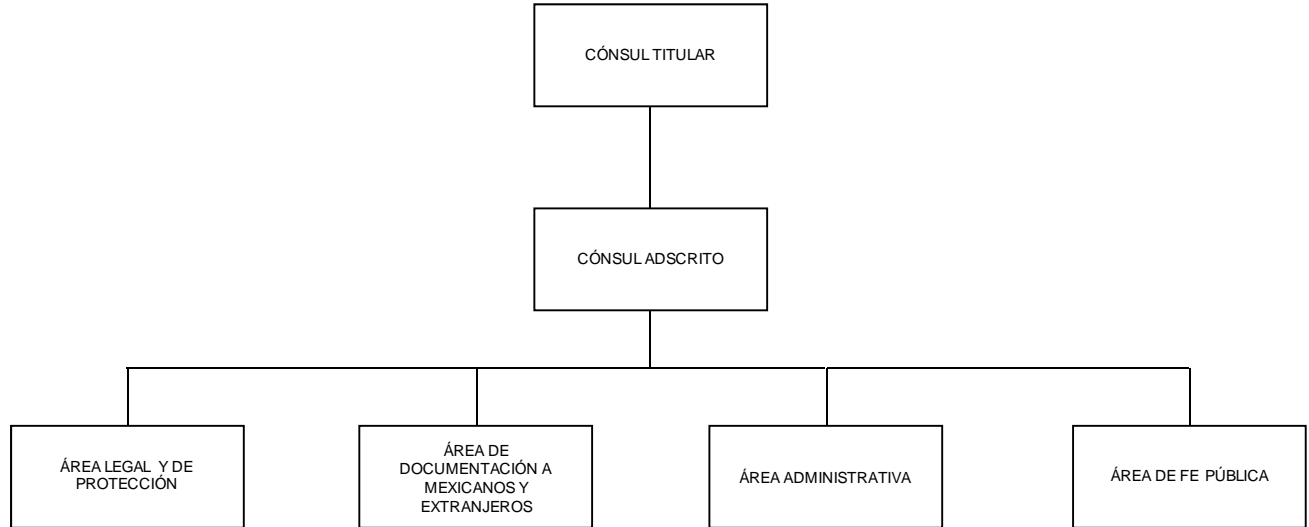 CÓNSUL TITULAR
CÓNSUL ADSCRITO
ÁREA LEGAL Y DE
PROTECCIÓN
ÁREA DE
DOCUMENTACIÓN A
MEXICANOS Y
EXTRANJEROS
ÁREA ADMINISTRATIVA
ÁREA DE FE PÚBLICA